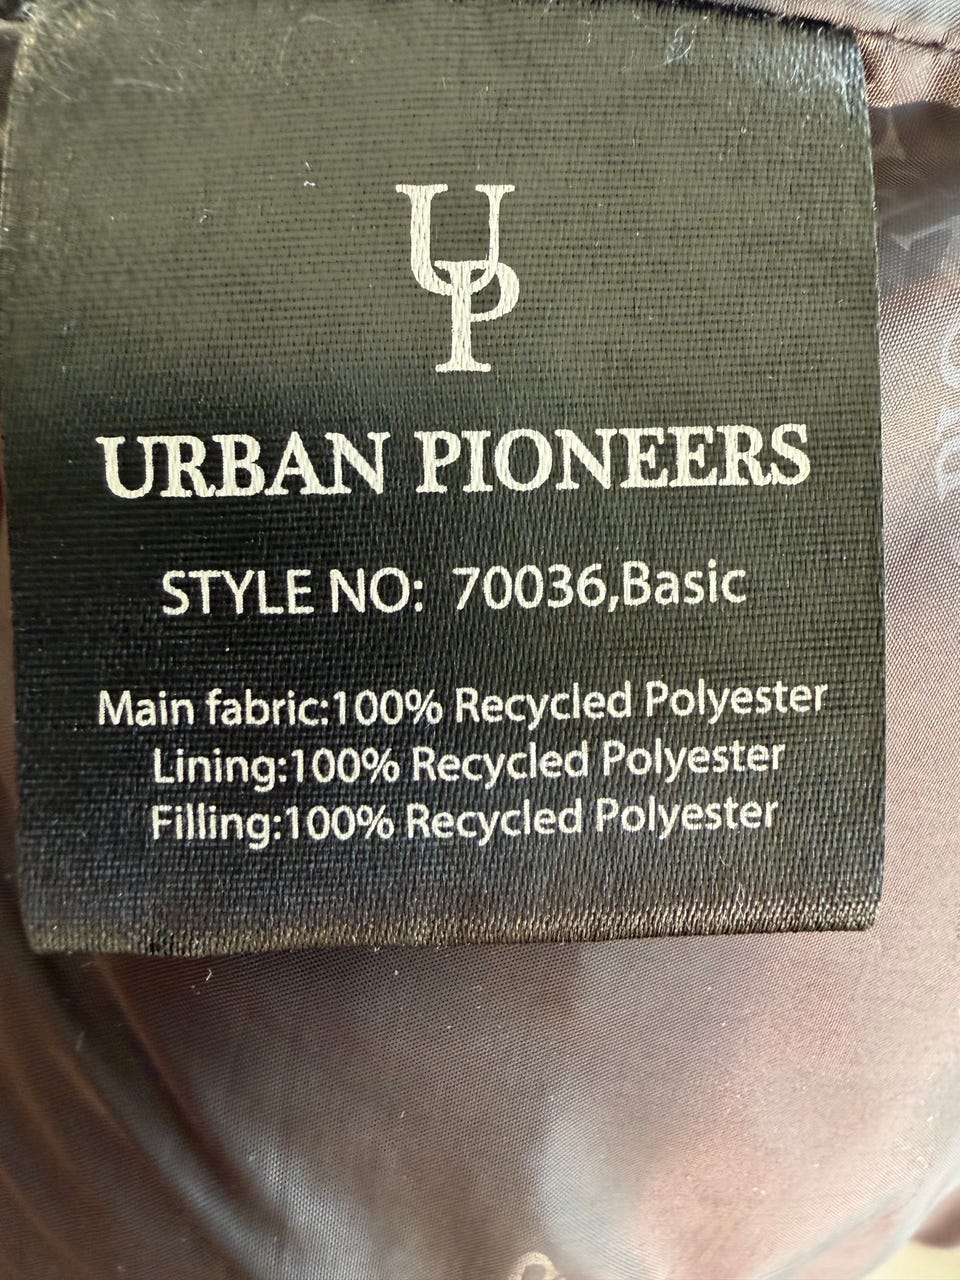 UP
URBAN PIONEERS
STYLE NO: 70036,Basic
Main fabric:100% Recycled Polyester
Lining:100% Recycled Polyester
Filling:100% Recycled Polyester